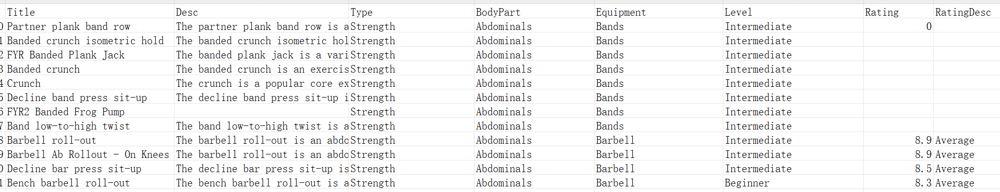 Title Desc Type BodyPart Equipment Level Rating RatingDesc
0 Partner plank band row The partner plank band row is a Strength Abdominals Bands Intermediate 0
1 Banded crunch isometric hold The banded crunch isometric hol Strength Abdominals Bands Intermediate
2 FYR Banded Plank Jack The banded plank jack is a vari Strength Abdominals Bands Intermediate
3 Banded crunch The banded crunch is an exercis Strength Abdominals Bands Intermediate
4 Crunch The crunch is a popular core ex Strength Abdominals Bands Intermediate
5 Decline band press sit-up The decline band press sit-up i Strength Abdominals Bands Intermediate
6 FYR2 Banded Frog Pump Strength Abdominals Bands Intermediate
7 Band low-to-high twist The band low-to-high twist is a Strength Abdominals Bands Intermediate
8 Barbell roll-out The barbell roll-out is an abdo Strength Abdominals Barbell Intermediate 8.9 Average
9 Barbell Ab Rollout - On Knees The barbell roll-out is an abdo Strength Abdominals Barbell Intermediate 8.9 Average
0 Decline bar press sit-up The decline bar press sit-up is Strength Abdominals Barbell Intermediate 8.5 Average
1 Bench barbell roll-out The bench barbell roll-out is a Strength Abdominals Barbell Beginner 8.3 Average